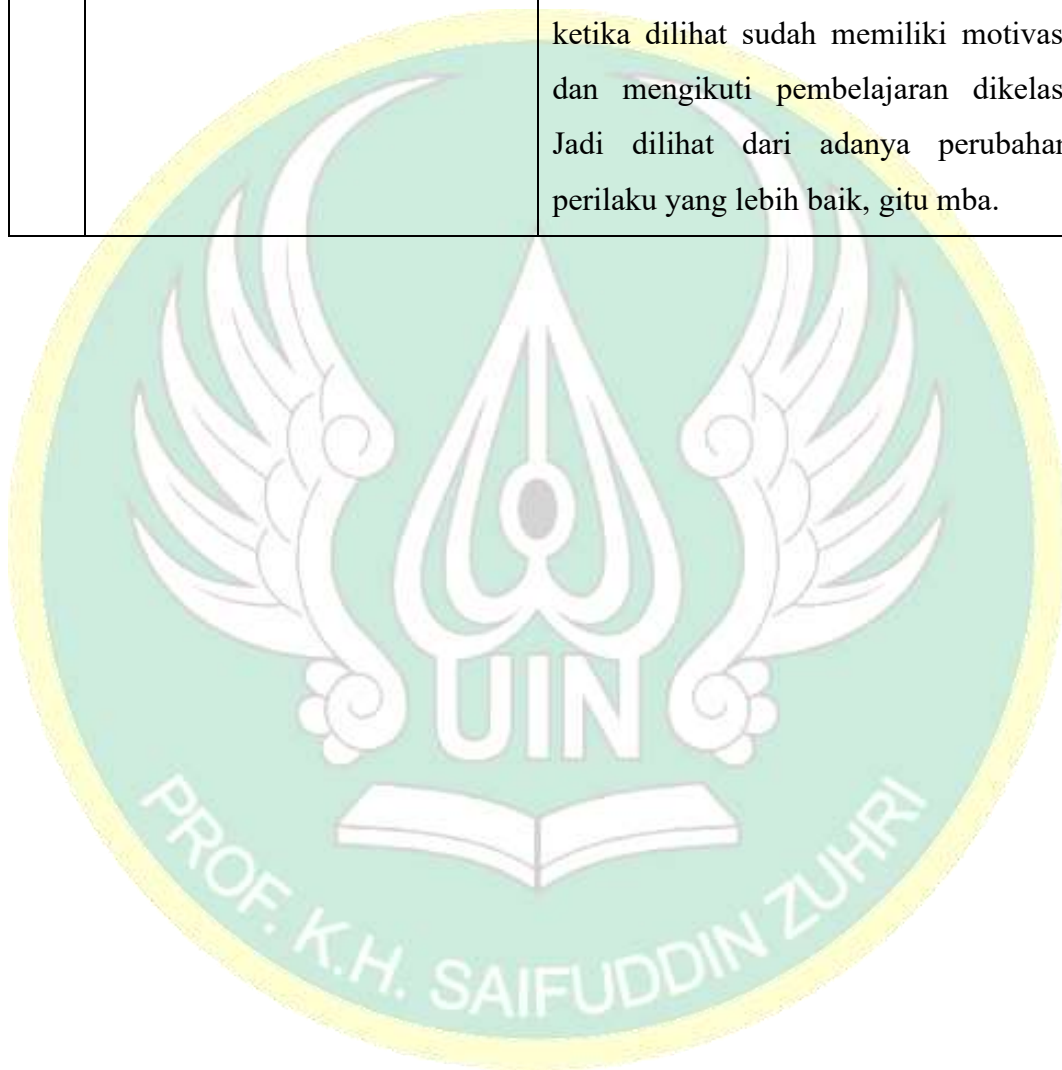 ketika dilihat sudah memiliki motivas
dan mengikuti pembelajaran dikelas
Jadi dilihat dari adanya perubahan
perilaku yang lebih baik, gitu mba.
UIN
PROF. K.H. SAIFUDDIN ZUHRI